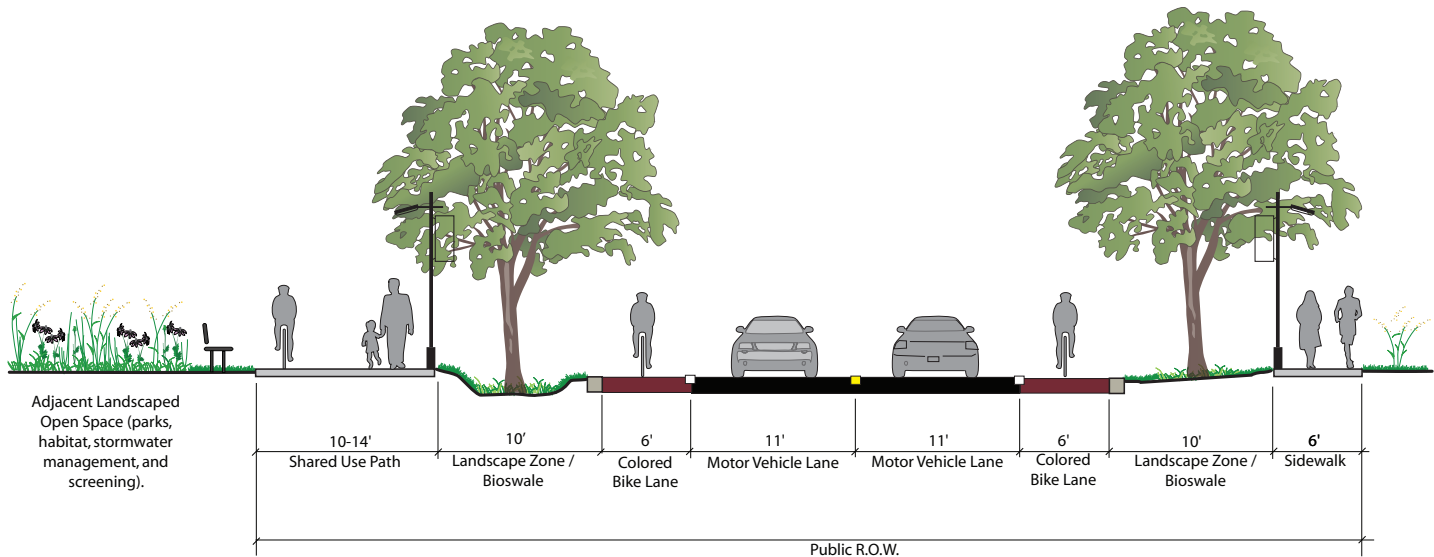 Adjacent Landscaped
Open Space (parks,
habitat, stormwater
management, and
screening).
10-14'
Shared Use Path
10'
Landscape Zone /
Bioswale
6'
Colored
Bike Lane
11'
Motor Vehicle Lane
11'
Motor Vehicle Lane
6'
Colored
Bike Lane
10'
Landscape Zone /
Bioswale
6'
Sidewalk
Public R.O.W.